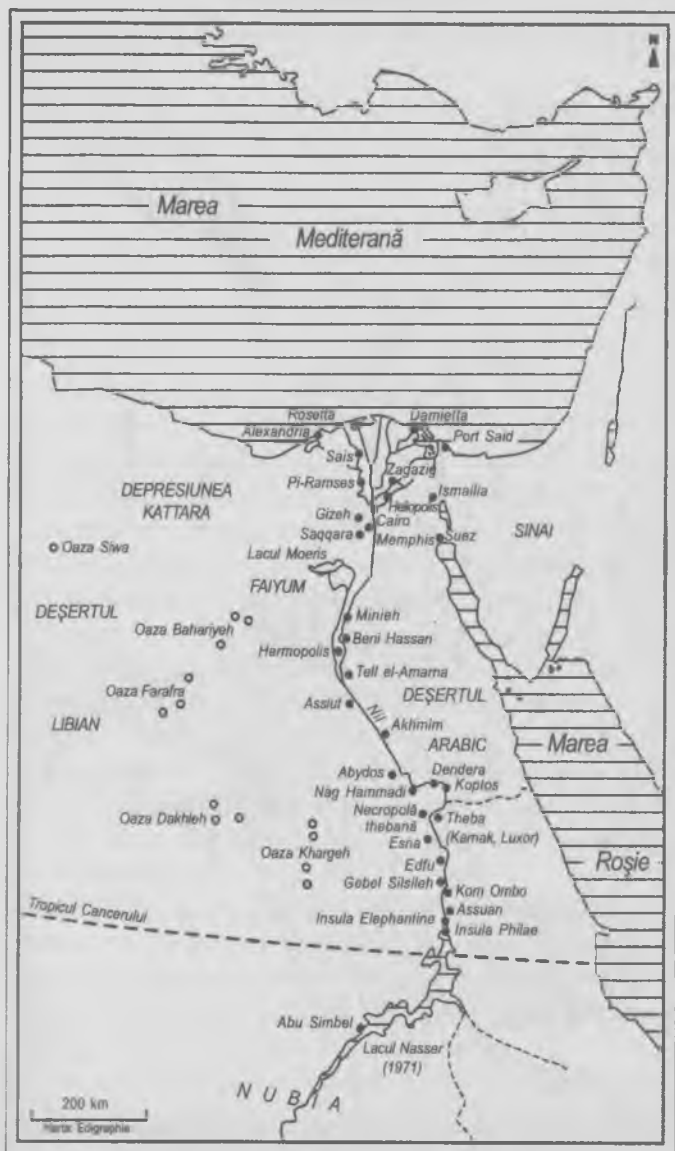 N
Marea
Mediterană
Rosetta
Damietta
Alexandria
Port Said
Sais
Zagazig
DEPRESIUNEA
KATTARA
Pi-Ramses
Ismailia
Heliopolis
Gizeh
Cairo
SINAI
Saqqara
Memphis
Suez
Oaza Siwa
Lacul Moeris
FAIYUM
DEȘERTUL
Minieh
Oaza Bahariyeh
Beni Hassan
Hermopolis
Tell el-Amarna
Oaza Farafra
DEȘERTUL
Assiut
LIBIAN
Nil
Akhmim
ARABIC
Marea
Abydos
Dendera
Nag Hammadi
Koptos
Necropolă
thebană
Oaza Dakhleh
Theba
(Karnak, Luxor)
Esna
Oaza Khargeh
Edfu
Roșie
Gebel Silsileh
Kom Ombo
Tropicul Cancerului
Assuan
Insula Elephantine
Insula Philae
Abu Simbel
Lacul Nasser
(1971)
NUBIA
200 km
Harta: Édigraphie